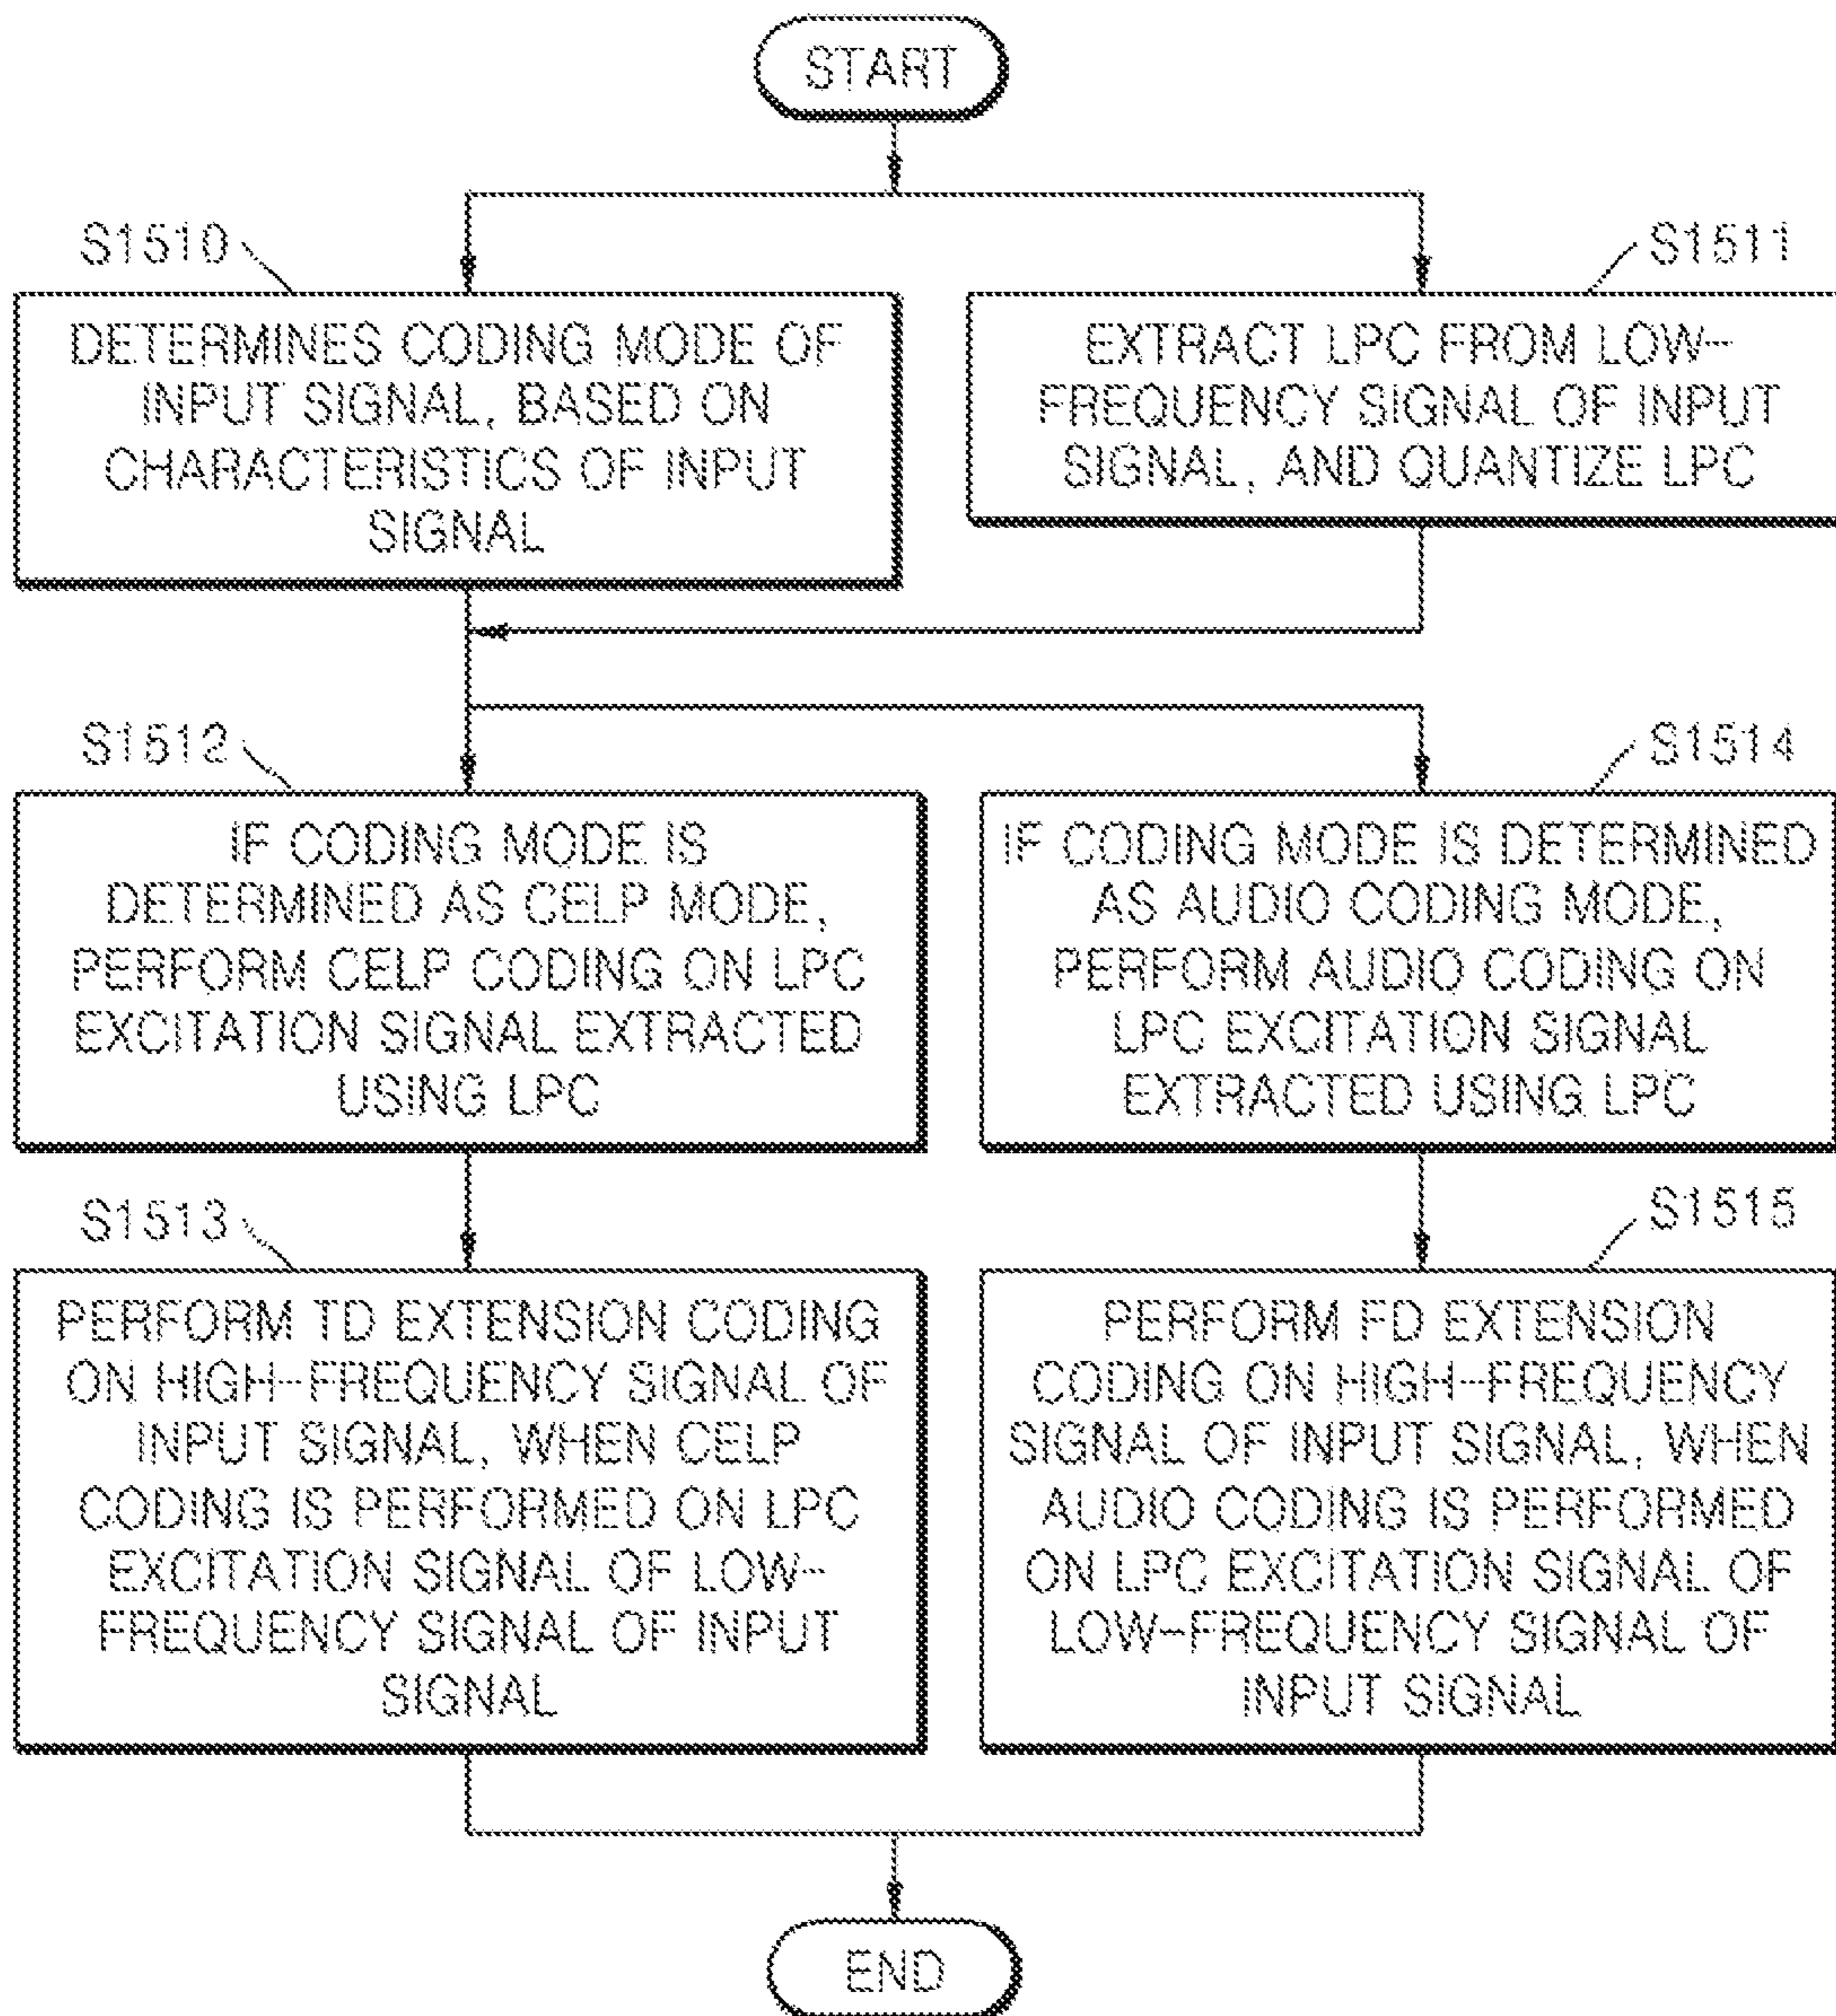 START
S1510
DETERMINES CODING MODE OF
INPUT SIGNAL, BASED ON
CHARACTERISTICS OF INPUT
SIGNAL
S1511
EXTRACT LPC FROM LOW-
FREQUENCY SIGNAL OF INPUT
SIGNAL, AND QUANTIZE LPC
S1512
IF CODING MODE IS
DETERMINED AS CELP MODE,
PERFORM CELP CODING ON LPC
EXCITATION SIGNAL EXTRACTED
USING LPC
S1514
IF CODING MODE IS DETERMINED
AS AUDIO CODING MODE,
PERFORM AUDIO CODING ON
LPC EXCITATION SIGNAL
EXTRACTED USING LPC
S1513
PERFORM TD EXTENSION CODING
ON HIGH-FREQUENCY SIGNAL OF
INPUT SIGNAL, WHEN CELP
CODING IS PERFORMED ON LPC
EXCITATION SIGNAL OF LOW-
FREQUENCY SIGNAL OF INPUT
SIGNAL
S1515
PERFORM FD EXTENSION
CODING ON HIGH-FREQUENCY
SIGNAL OF INPUT SIGNAL, WHEN
AUDIO CODING IS PERFORMED
ON LPC EXCITATION SIGNAL OF
LOW-FREQUENCY SIGNAL OF
INPUT SIGNAL
END